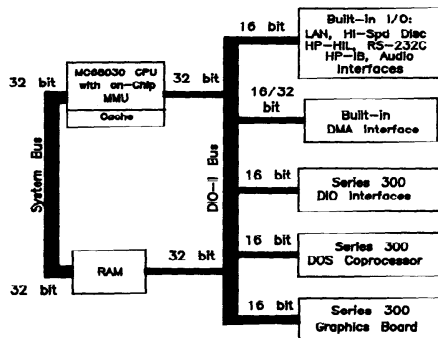 16 bit
Built-in I/O:
LAN, Hi-Spd Disc
HP-HIL, RS-232C
HP-IB, Audio
Interfaces
32 bit
MC68030 CPU
with on-Chip
MMU
Cache
32 bit
16/32
bit
Built-in
DMA Interface
System Bus
DIO-II Bus
16 bit
Series 300
DIO Interfaces
16 bit
Series 300
DOS Coprocessor
RAM
32 bit
32 bit
16 bit
Series 300
Graphics Board